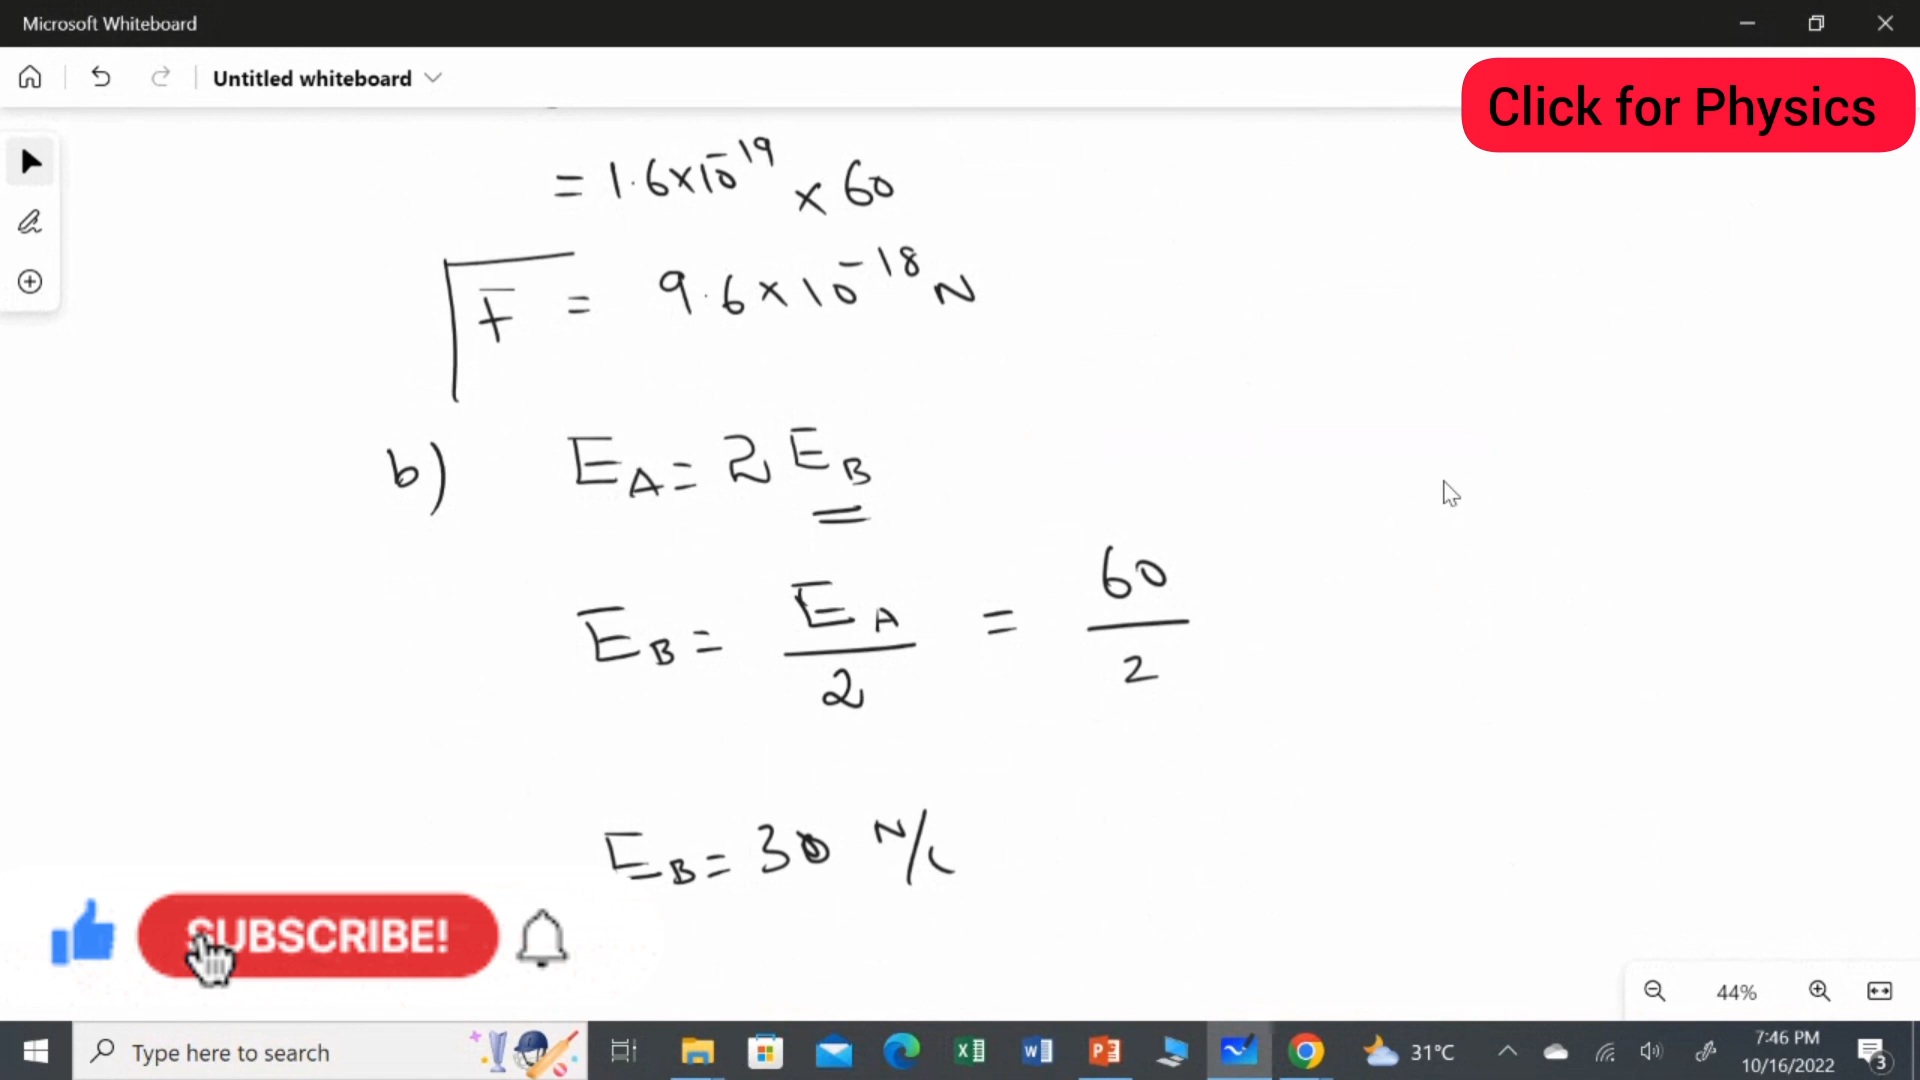 Microsoft Whiteboard
Untitled whiteboard
Click for Physics
= 1.6×10⁻¹⁹ × 60
F = 9.6×10⁻¹⁸ N
b) E_A = 2 E_B
E_B = E_A / 2 = 60 / 2
E_B = 30 N/C
SUBSCRIBE!
44%
Type here to search
31°C
7:46 PM
10/16/2022
3